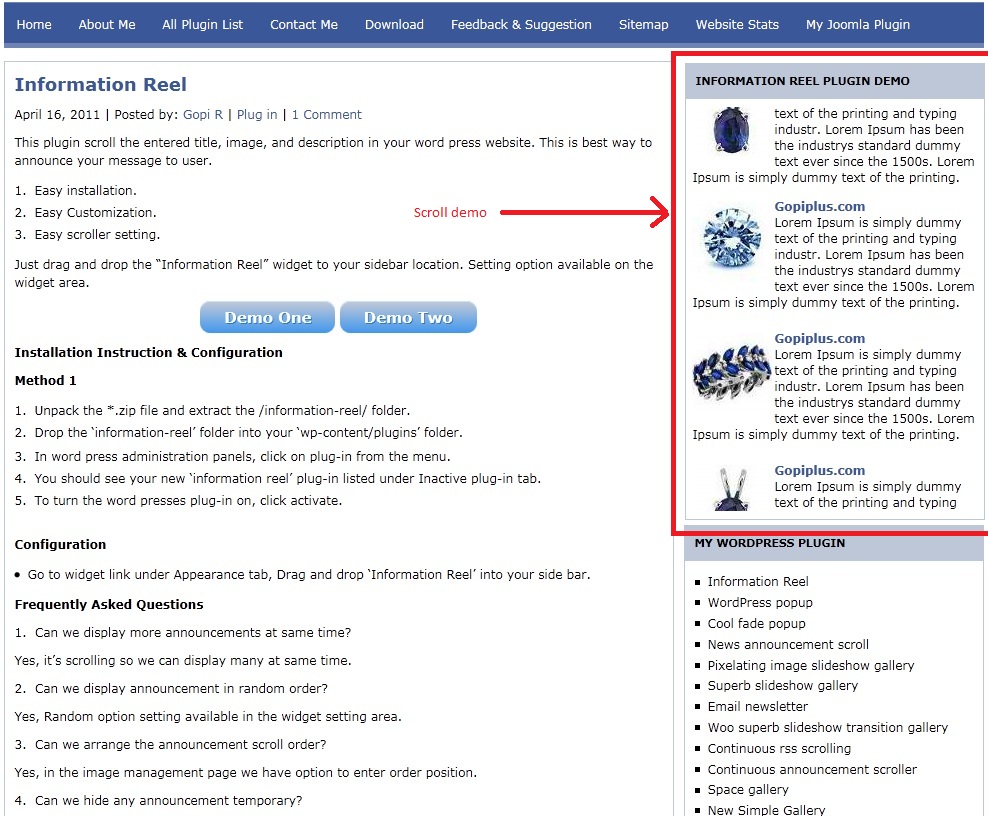 Home About Me All Plugin List Contact Me Download Feedback & Suggestion Sitemap Website Stats My Joomla Plugin
Information Reel
April 16, 2011 | Posted by: Gopi R | Plug in | 1 Comment
This plugin scroll the entered title, image, and description in your word press website. This is best way to
announce your message to user.
1. Easy installation.
2. Easy Customization.
3. Easy scroller setting.
Scroll demo
Just drag and drop the “Information Reel” widget to your sidebar location. Setting option available on the
widget area.
Demo One Demo Two
Installation Instruction & Configuration
Method 1
1. Unpack the *.zip file and extract the /information-reel/ folder.
2. Drop the ‘information-reel’ folder into your ‘wp-content/plugins’ folder.
3. In word press administration panels, click on plug-in from the menu.
4. You should see your new ‘information reel’ plug-in listed under Inactive plug-in tab.
5. To turn the word presses plug-in on, click activate.
Configuration
• Go to widget link under Appearance tab, Drag and drop ‘Information Reel’ into your side bar.
Frequently Asked Questions
1. Can we display more announcements at same time?
Yes, it’s scrolling so we can display many at same time.
2. Can we display announcement in random order?
Yes, Random option setting available in the widget setting area.
3. Can we arrange the announcement scroll order?
Yes, in the image management page we have option to enter order position.
4. Can we hide any announcement temporary?
INFORMATION REEL PLUGIN DEMO
text of the printing and typing
industr. Lorem Ipsum has been
the industrys standard dummy
text ever since the 1500s. Lorem
Ipsum is simply dummy text of the printing.
Gopiplus.com
Lorem Ipsum is simply dummy
text of the printing and typing
industr. Lorem Ipsum has been
the industrys standard dummy
text ever since the 1500s. Lorem
Ipsum is simply dummy text of the printing.
Gopiplus.com
Lorem Ipsum is simply dummy
text of the printing and typing
industr. Lorem Ipsum has been
the industrys standard dummy
text ever since the 1500s. Lorem
Ipsum is simply dummy text of the printing.
Gopiplus.com
Lorem Ipsum is simply dummy
text of the printing and typing
MY WORDPRESS PLUGIN
Information Reel
WordPress popup
Cool fade popup
News announcement scroll
Pixelating image slideshow gallery
Superb slideshow gallery
Email newsletter
Woo superb slideshow transition gallery
Continuous rss scrolling
Continuous announcement scroller
Space gallery
New Simple Gallery